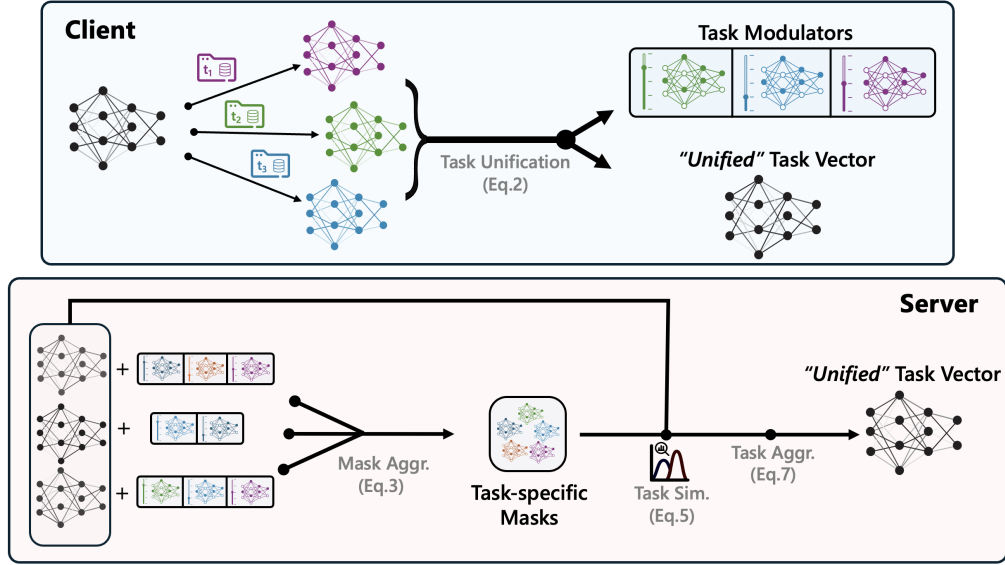 Client
t1
t2
t3
Task Unification
(Eq.2)
Task Modulators
“Unified” Task Vector
Server
+
+
+
Mask Aggr.
(Eq.3)
Task-specific
Masks
Task Sim.
(Eq.5)
Task Aggr.
(Eq.7)
“Unified” Task Vector